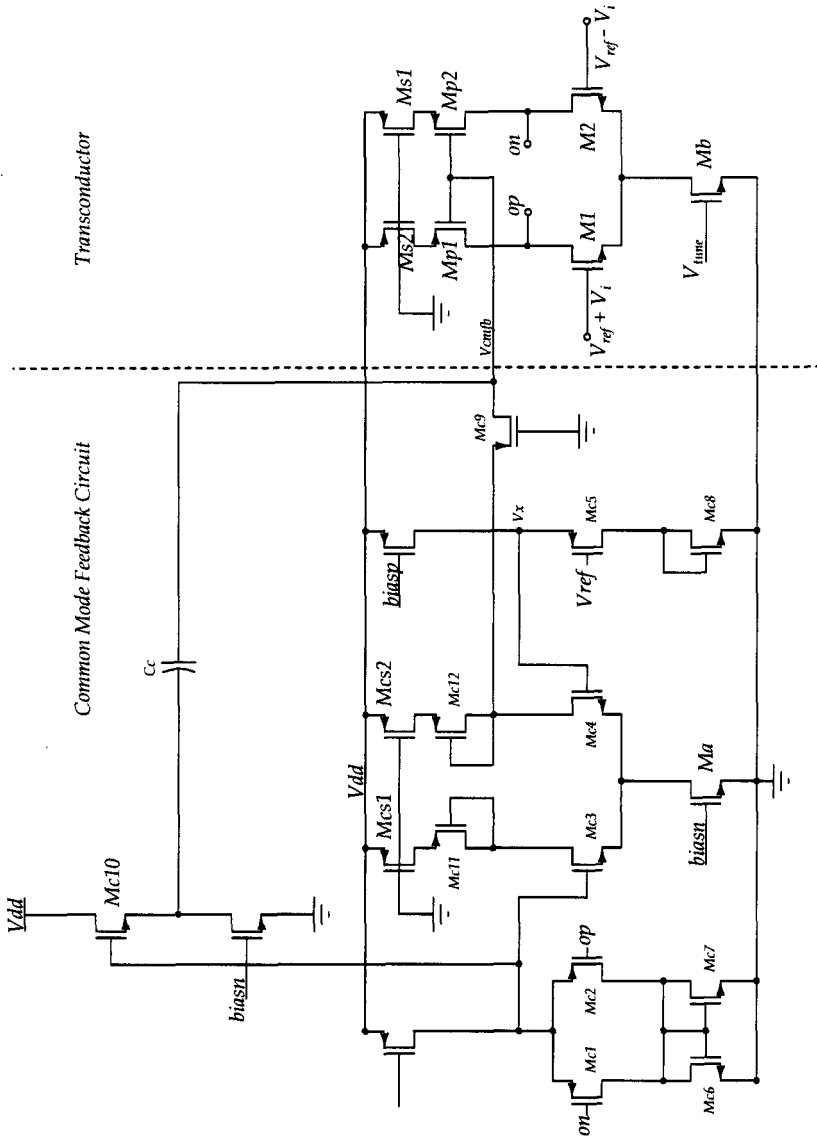 Common Mode Feedback Circuit
Transconductor
Vdd
Mc10
biasn
Cc
Vdd
Mcs1
Mcs2
biasp
Ms2
Ms1
Mc11
Mc12
Mp1
Mp2
Vcmfb
Mc9
Vx
op
on
Mc1
Mc2
on
op
Mc3
Mc4
Vref
Mc5
M1
M2
Vref + Vi
Vref - Vi
Mc6
Mc7
biasn
Ma
Mc8
Vtune
Mb